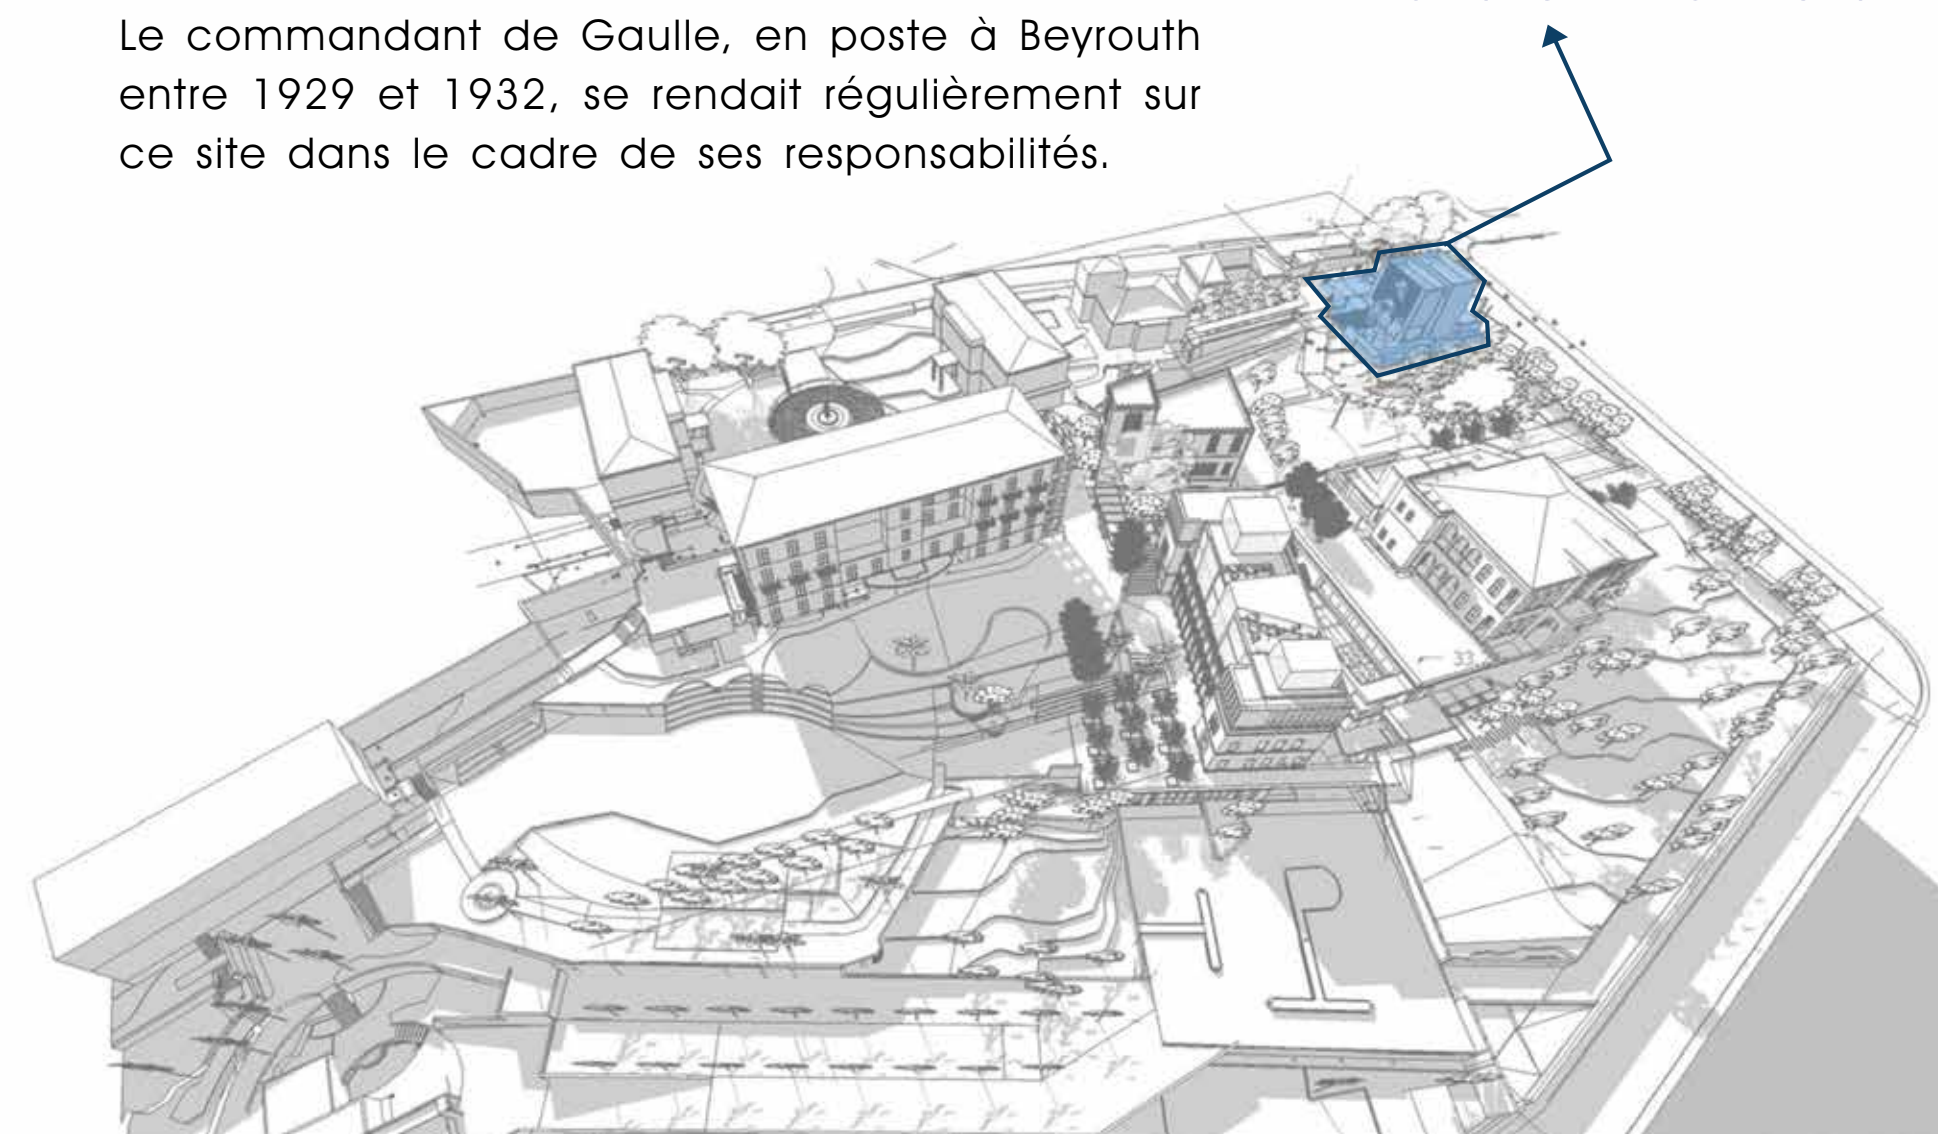 Le commandant de Gaulle, en poste à Beyrouth
entre 1929 et 1932, se rendait régulièrement sur
ce site dans le cadre de ses responsabilités.